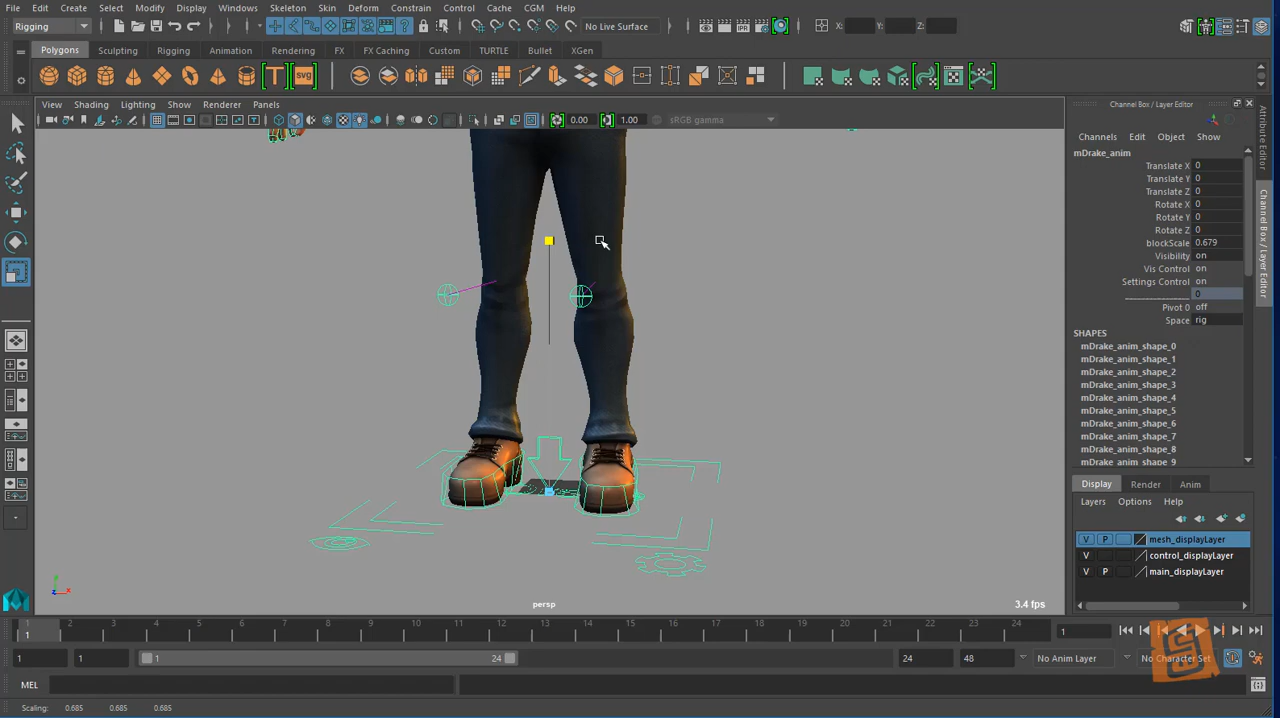 File Edit Create Select Modify Display Windows Skeleton Skin Deform Constrain Control Cache CGM Help
Rigging No Live Surface X: Y: Z:
Polygons Sculpting Rigging Animation Rendering FX FX Caching Custom TURTLE Bullet XGen
T svg
View Shading Lighting Show Renderer Panels
0.00 1.00 sRGB gamma
Channel Box / Layer Editor
Channels Edit Object Show
mDrake_anim
Translate X 0
Translate Y 0
Translate Z 0
Rotate X 0
Rotate Y 0
Rotate Z 0
blockScale 0.679
Visibility on
Vis Control on
Settings Control on
______________ 0
Pivot 0 off
Space rig
SHAPES
mDrake_anim_shape_0
mDrake_anim_shape_1
mDrake_anim_shape_2
mDrake_anim_shape_3
mDrake_anim_shape_4
mDrake_anim_shape_5
mDrake_anim_shape_6
mDrake_anim_shape_7
mDrake_anim_shape_8
mDrake_anim_shape_9
Attribute Editor
Channel Box / Layer Editor
Display Render Anim
Layers Options Help
V P mesh_displayLayer
V control_displayLayer
V P main_displayLayer
y x z
persp
3.4 fps
1 2 3 4 5 6 7 8 9 10 11 12 13 14 15 16 17 18 19 20 21 22 23 24
1 1
1 1 1 24 24 48 No Anim Layer No Character Set
MEL
Scaling: 0.685 0.685 0.685